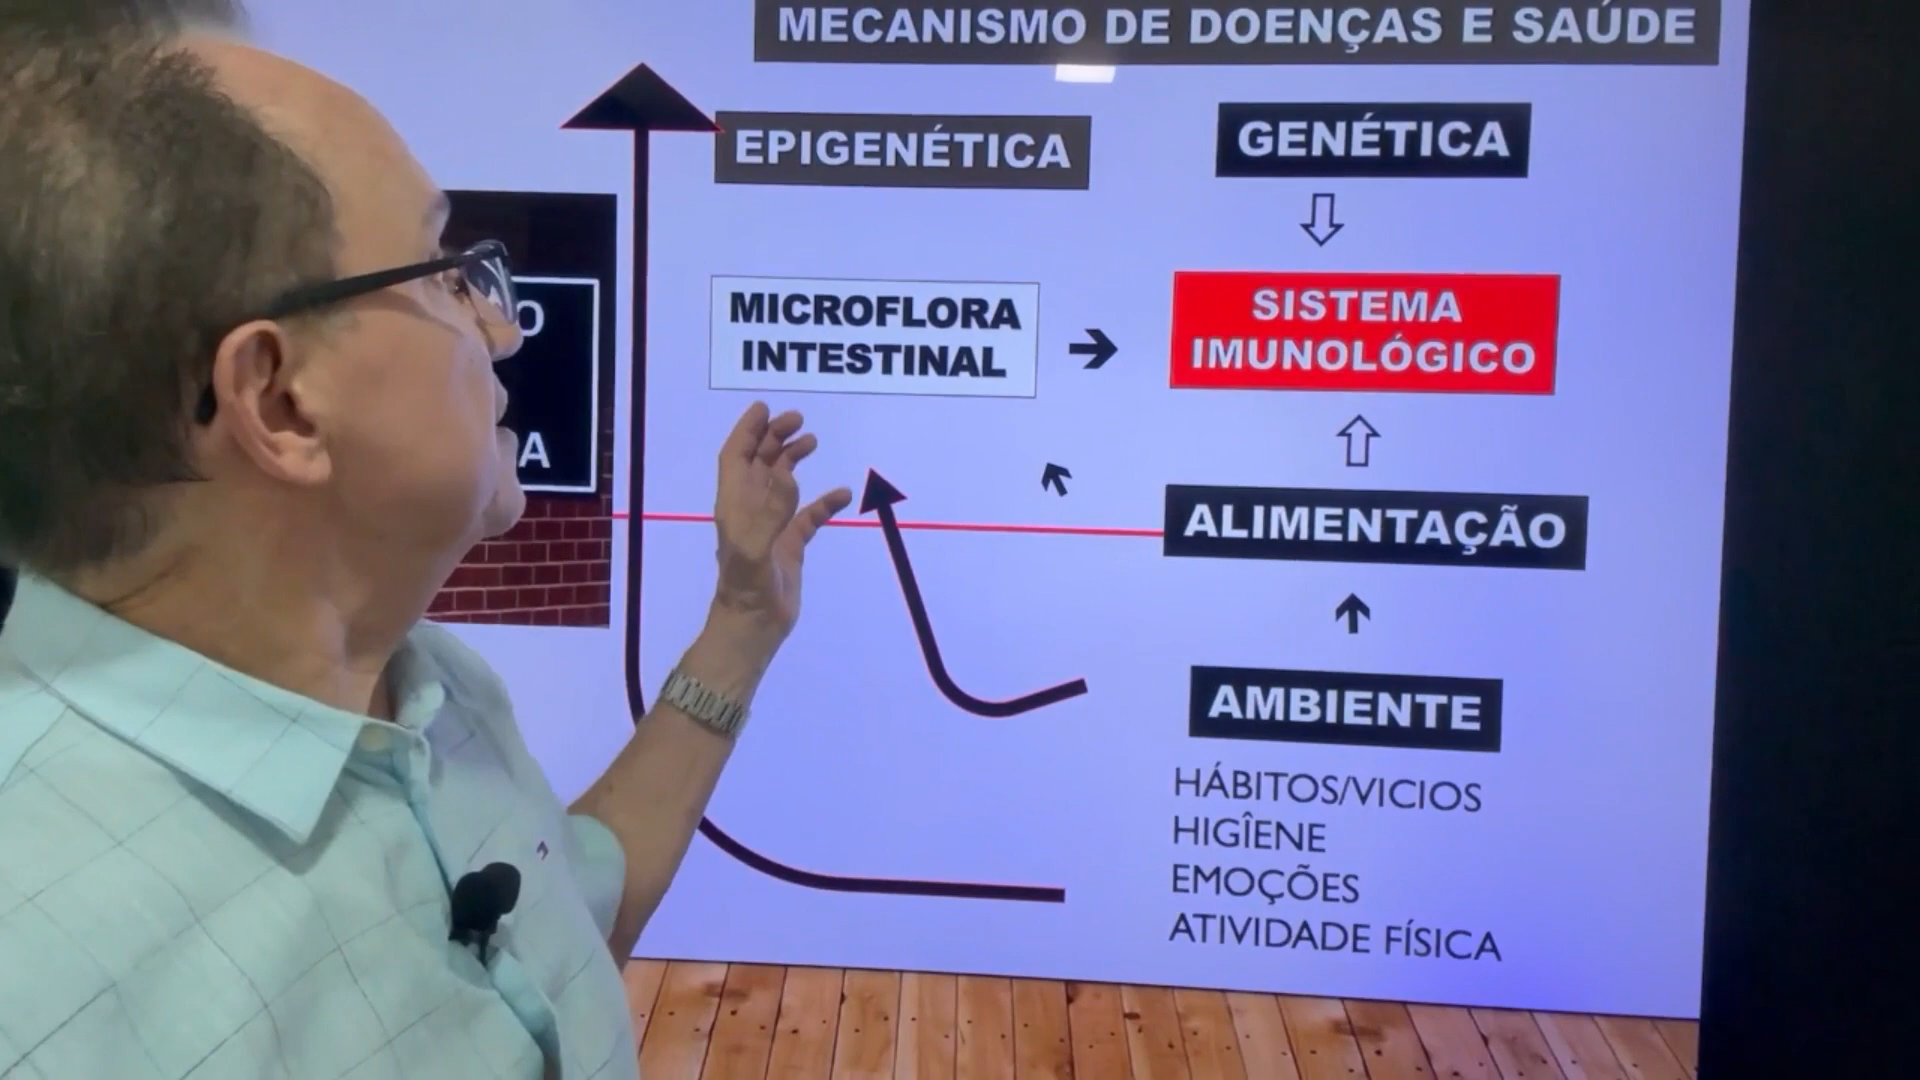 MECANISMO DE DOENÇAS E SAÚDE
EPIGENÉTICA
GENÉTICA
MICROFLORA
INTESTINAL
SISTEMA
IMUNOLÓGICO
ALIMENTAÇÃO
AMBIENTE
HÁBITOS/VICIOS
HIGÎENE
EMOÇÕES
ATIVIDADE FÍSICA